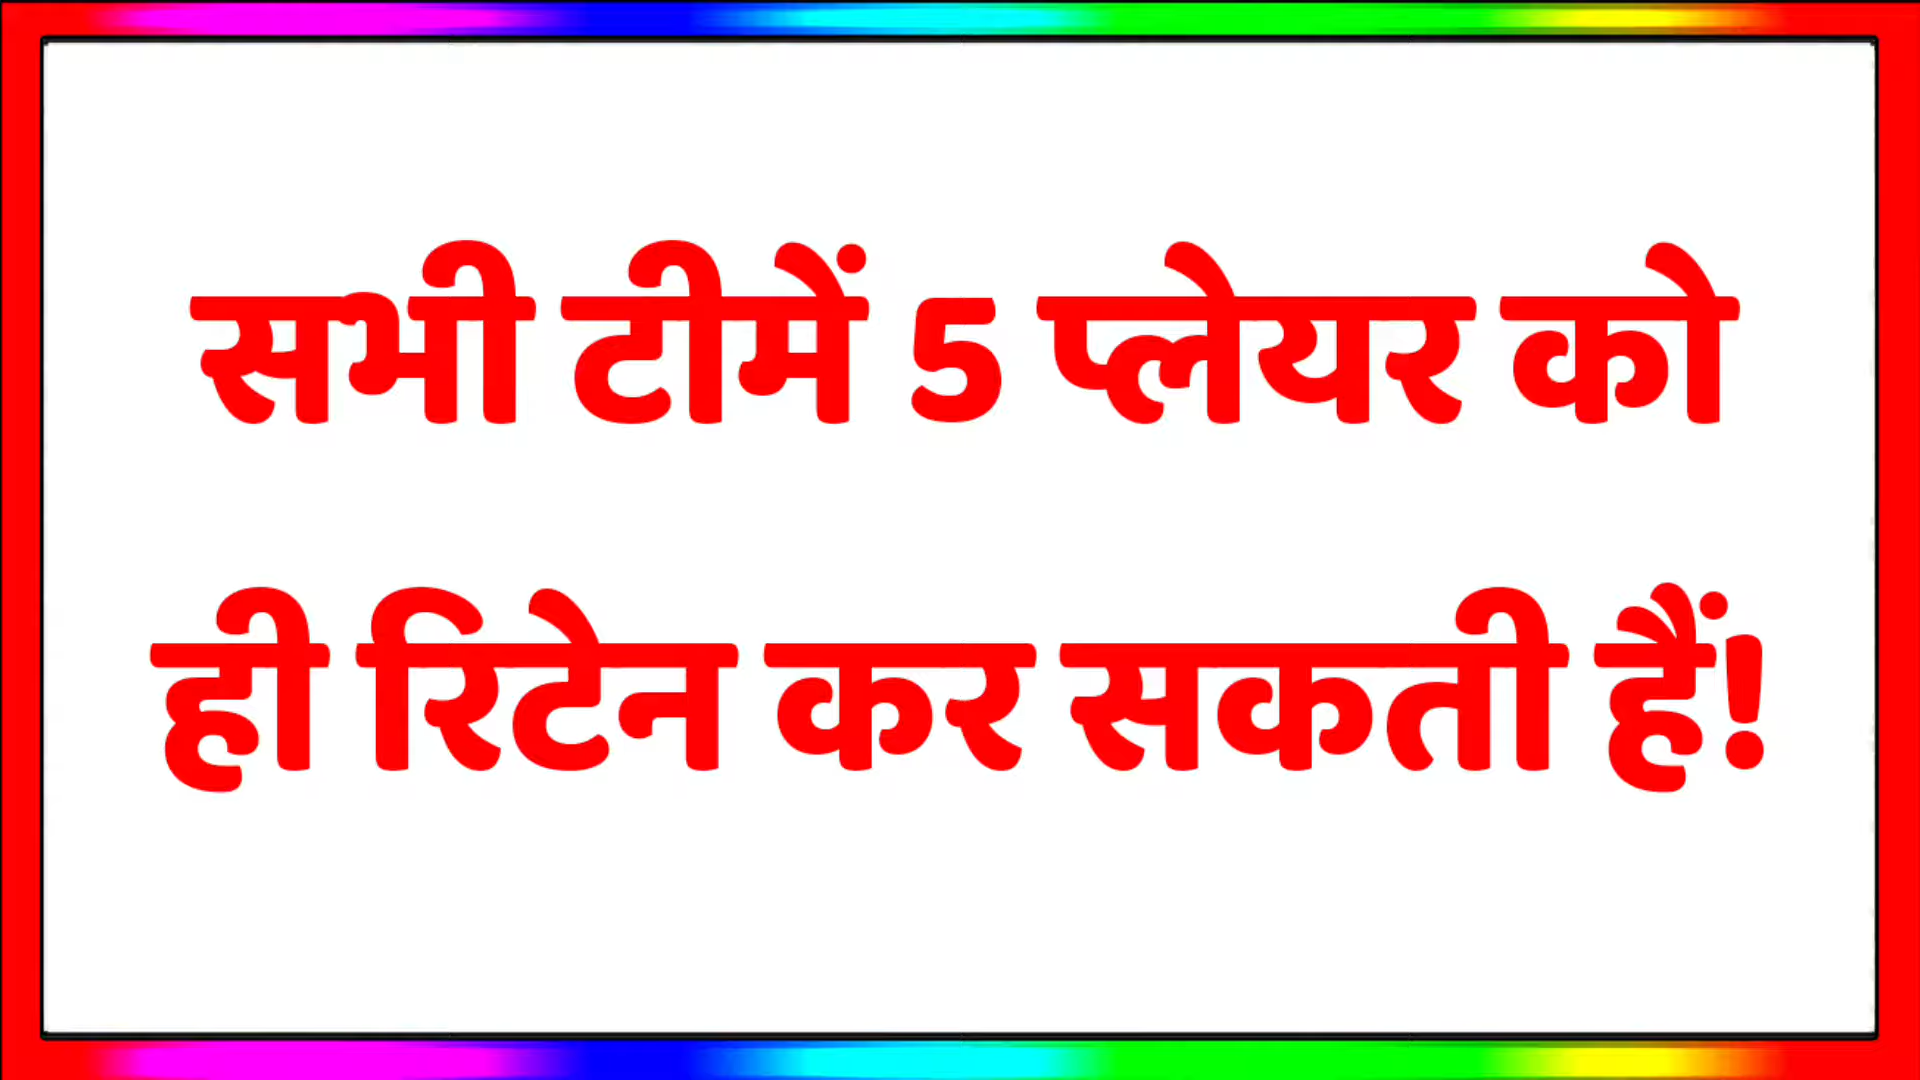 सभी टीमें 5 प्लेयर को
ही रिटेन कर सकती हैं!